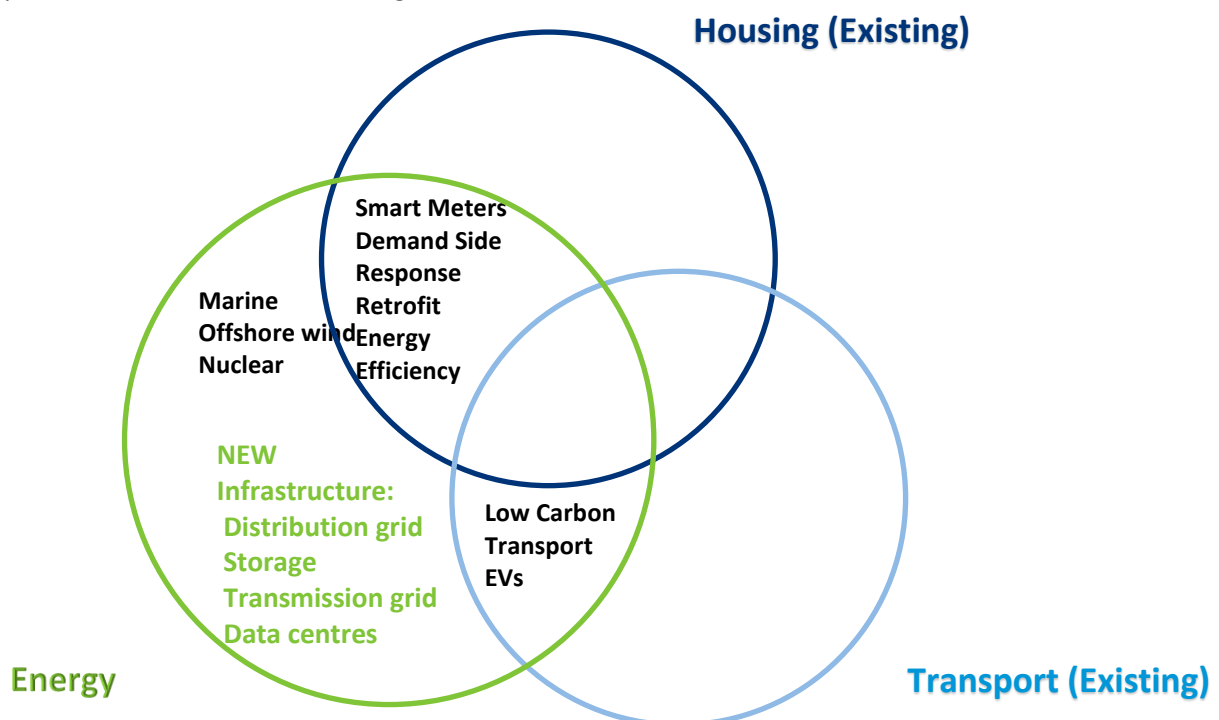 Housing (Existing)
Smart Meters
Demand Side
Response
Retrofit
Energy
Efficiency
Marine
Offshore wind
Nuclear
NEW
Infrastructure:
Distribution grid
Storage
Transmission grid
Data centres
Low Carbon
Transport
EVs
Energy
Transport (Existing)